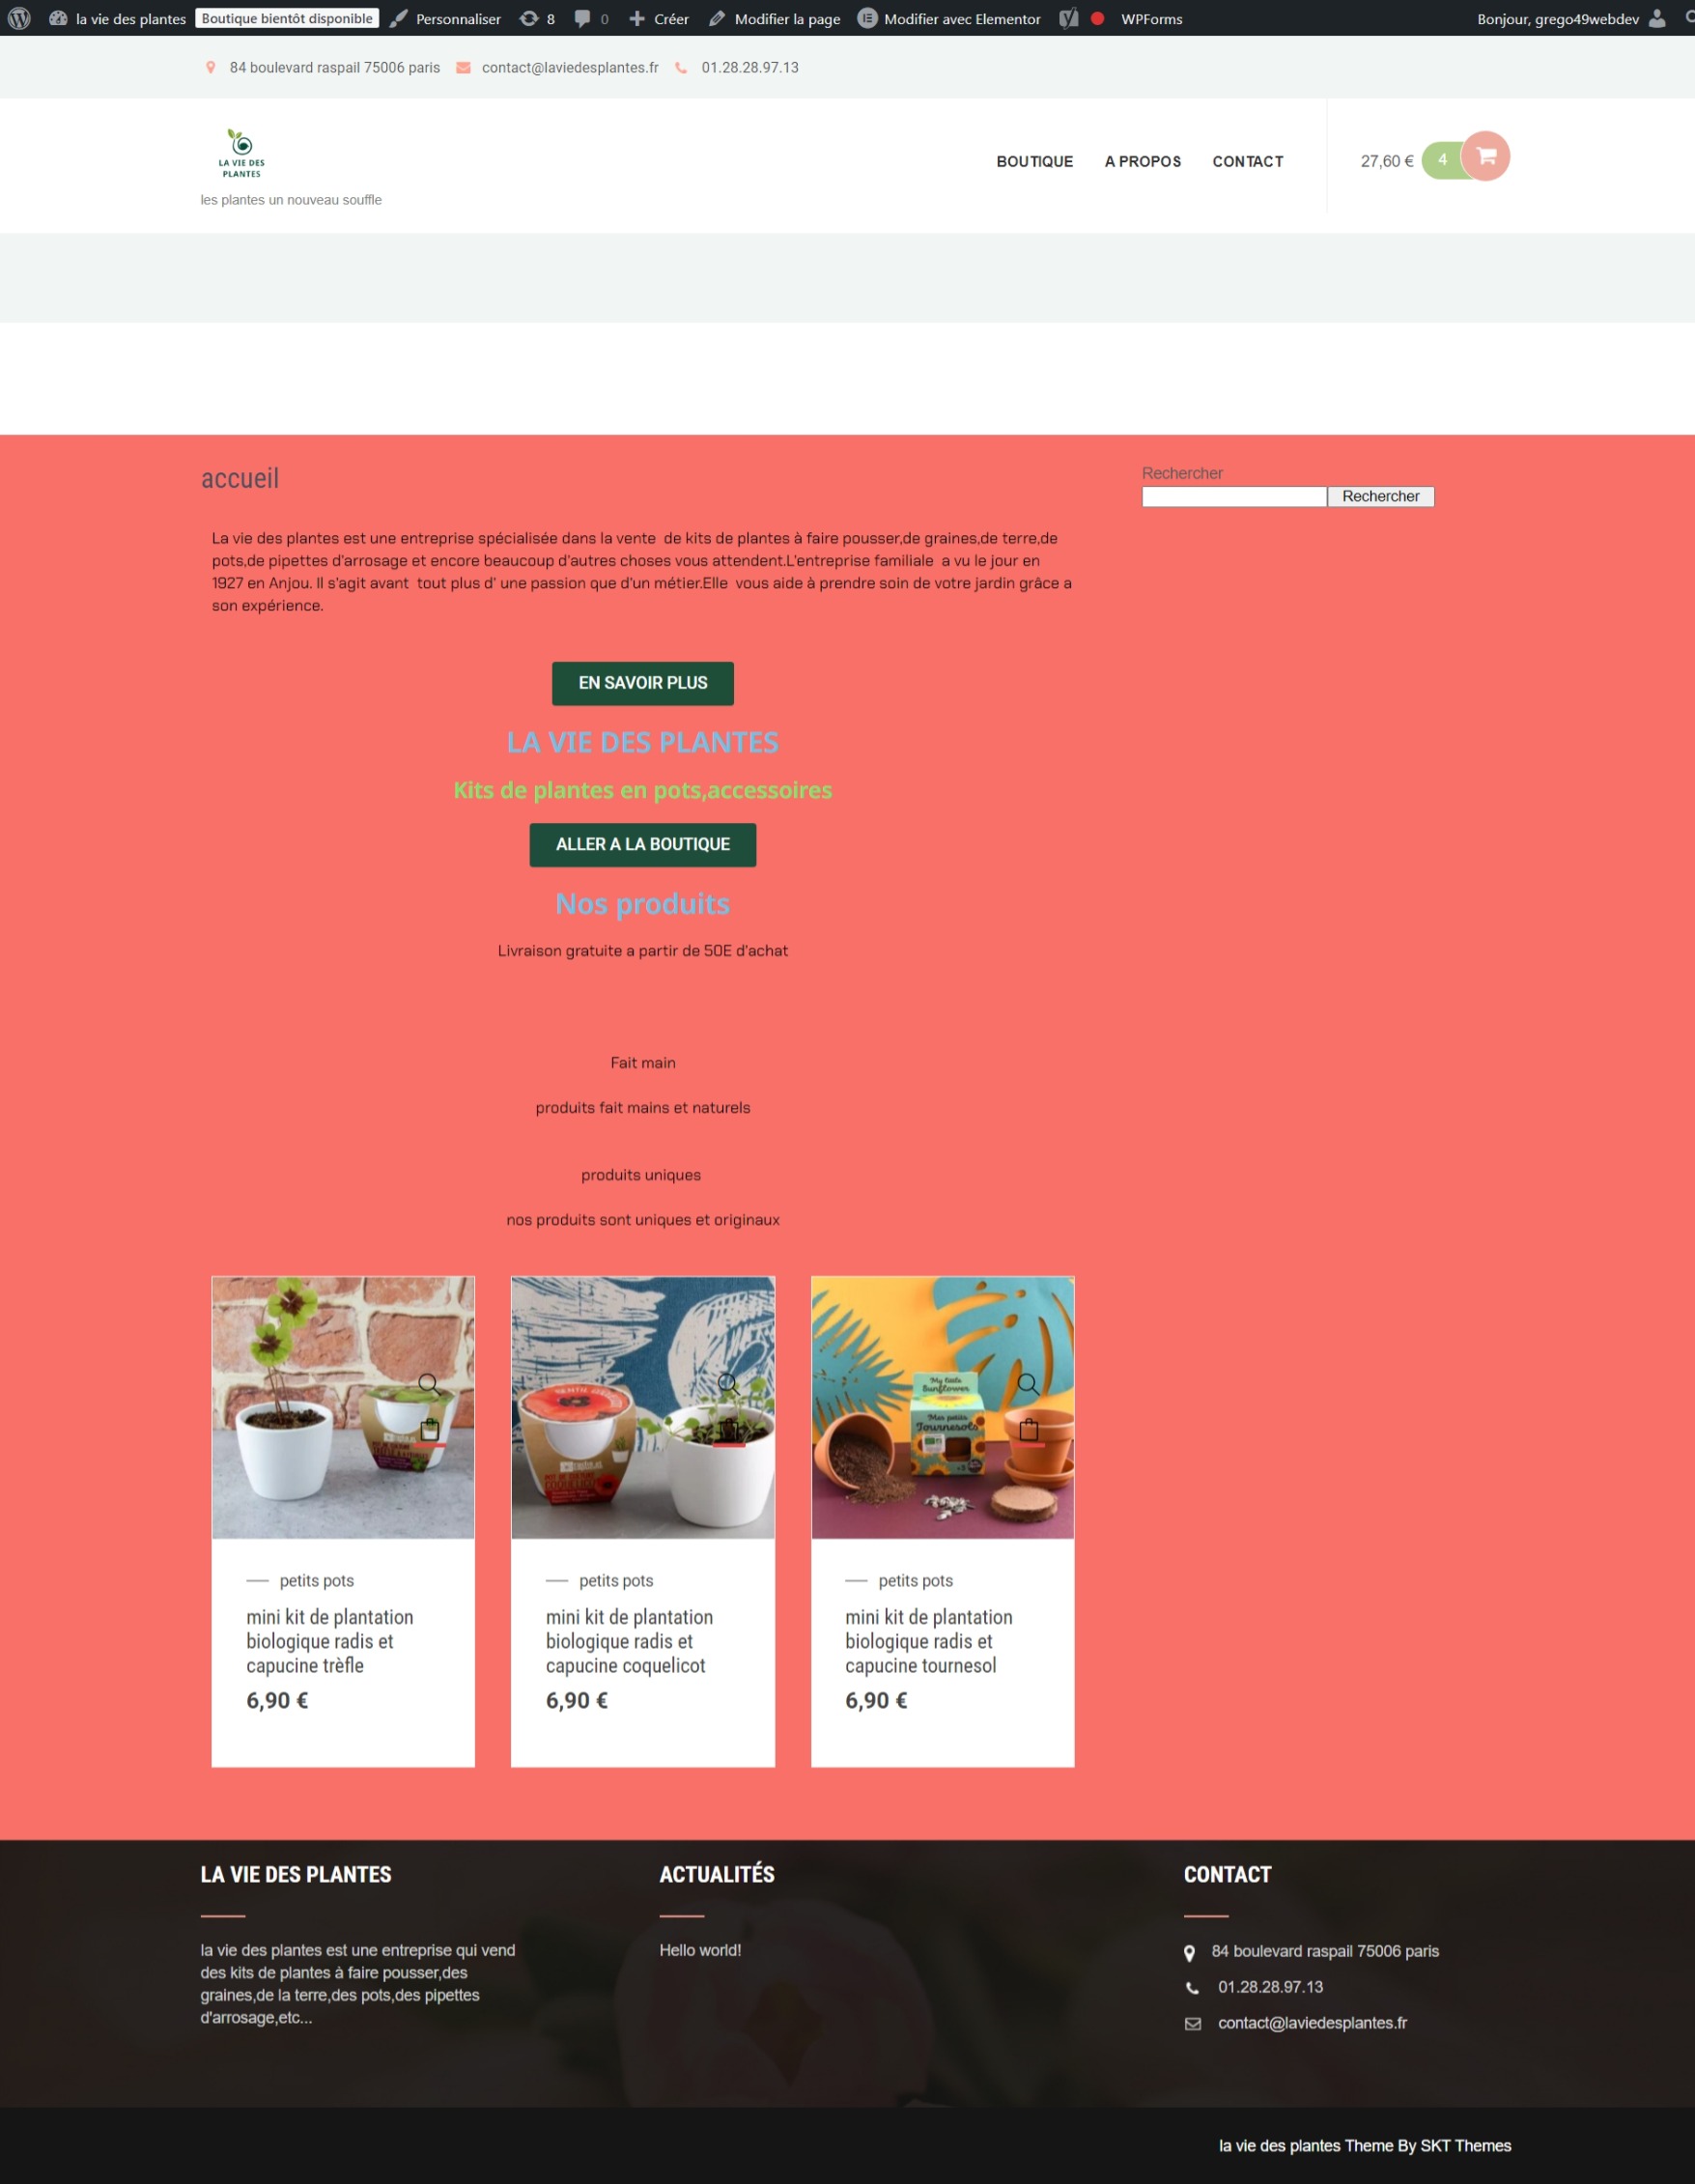 la vie des plantes Boutique bientôt disponible Personnaliser 8 0 Créer Modifier la page Modifier avec Elementor WPForms Bonjour, grego49webdev
84 boulevard raspail 75006 paris contact@laviedesplantes.fr 01.28.28.97.13
LA VIE DES
PLANTES
les plantes un nouveau souffle
BOUTIQUE A PROPOS CONTACT 27,60 € 4
accueil
Rechercher
Rechercher
La vie des plantes est une entreprise spécialisée dans la vente  de kits de plantes à faire pousser,de graines,de terre,de
pots,de pipettes d'arrosage et encore beaucoup d'autres choses vous attendent.L'entreprise familiale  a vu le jour en
1927 en Anjou. Il s'agit avant  tout plus d' une passion que d'un métier.Elle  vous aide à prendre soin de votre jardin grâce a
son expérience.
EN SAVOIR PLUS
LA VIE DES PLANTES
Kits de plantes en pots,accessoires
ALLER A LA BOUTIQUE
Nos produits
Livraison gratuite a partir de 50E d'achat
Fait main
produits fait mains et naturels
produits uniques
nos produits sont uniques et originaux
COQUELICOT
My little
Sunflower
Mes petits
Tournesols
petits pots
mini kit de plantation
biologique radis et
capucine trèfle
6,90 €
petits pots
mini kit de plantation
biologique radis et
capucine coquelicot
6,90 €
petits pots
mini kit de plantation
biologique radis et
capucine tournesol
6,90 €
LA VIE DES PLANTES
la vie des plantes est une entreprise qui vend
des kits de plantes à faire pousser,des
graines,de la terre,des pots,des pipettes
d'arrosage,etc...
ACTUALITÉS
Hello world!
CONTACT
84 boulevard raspail 75006 paris
01.28.28.97.13
contact@laviedesplantes.fr
la vie des plantes Theme By SKT Themes